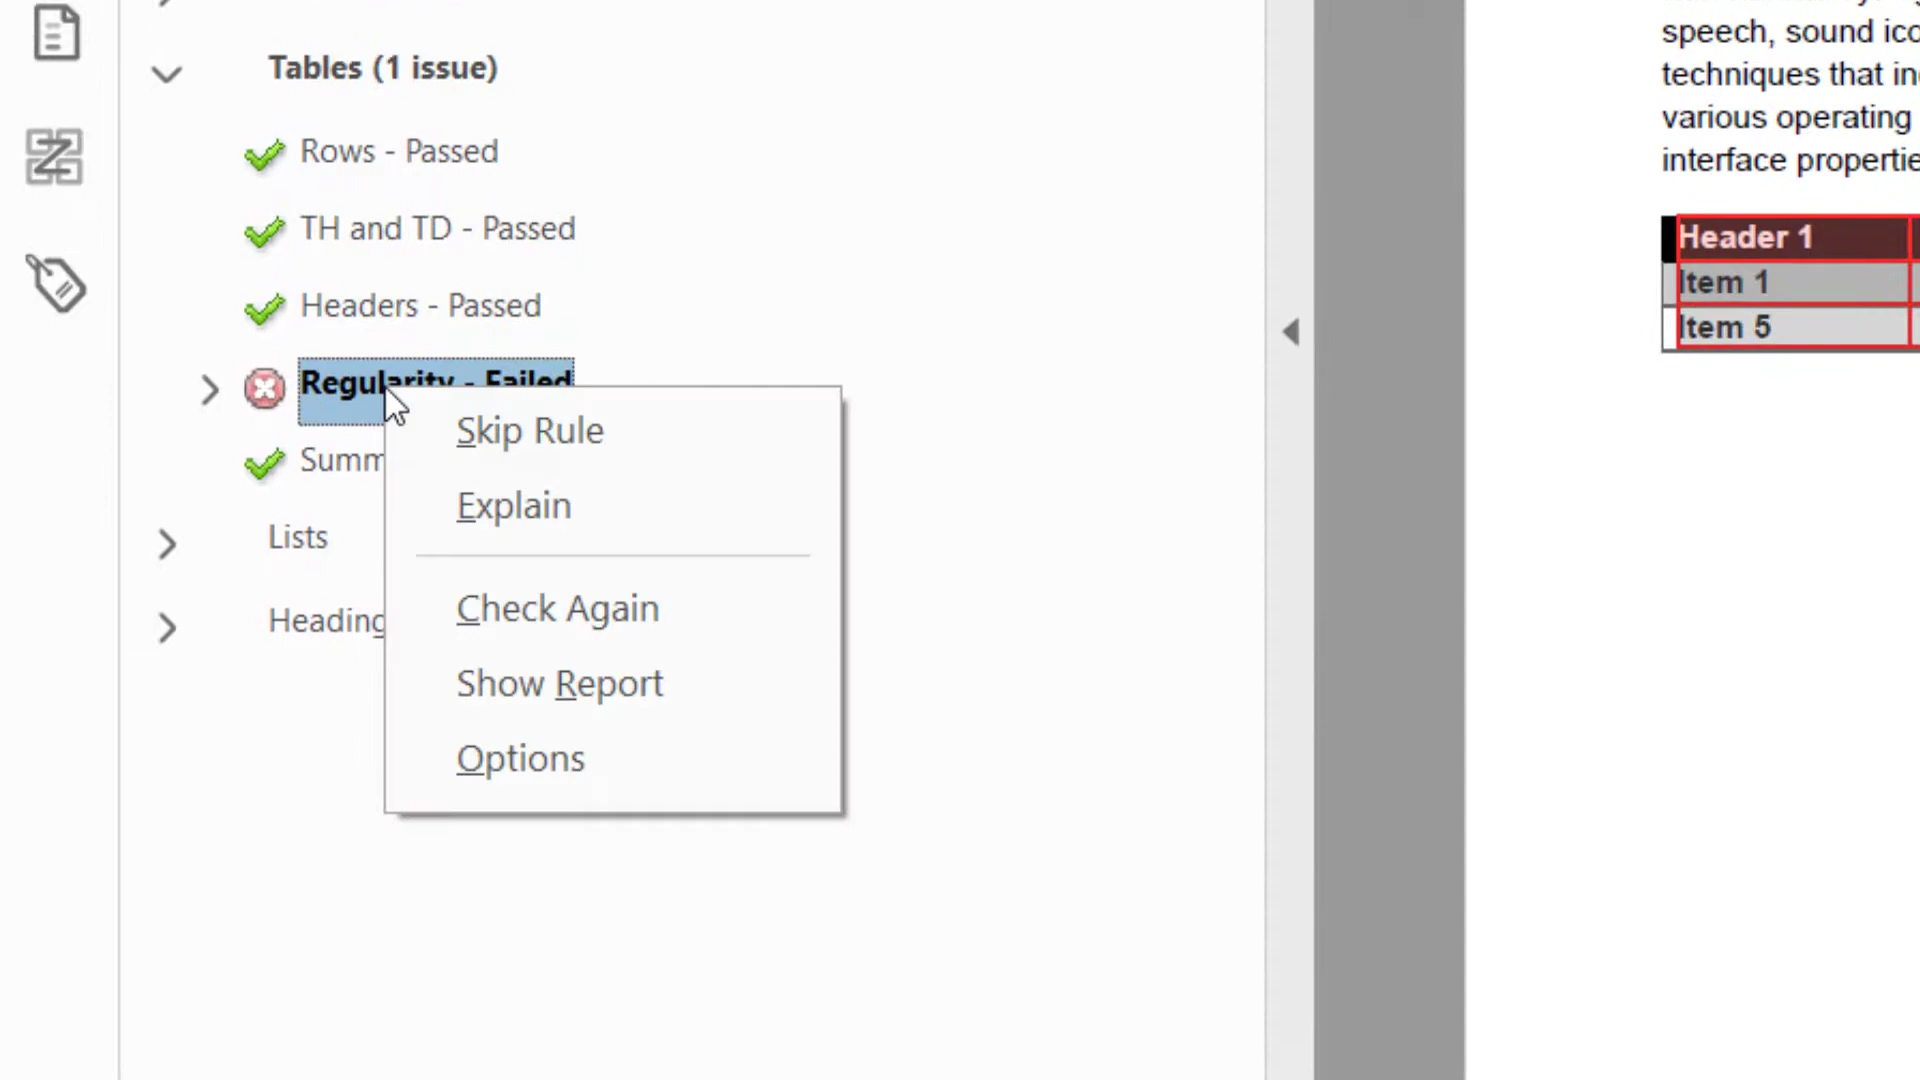 Tables (1 issue)
Rows - Passed
TH and TD - Passed
Headers - Passed
Regularity - Failed
Summ
Lists
Heading
Skip Rule
Explain
Check Again
Show Report
Options
speech, sound ico
techniques that in
various operating
interface propertie
Header 1
Item 1
Item 5